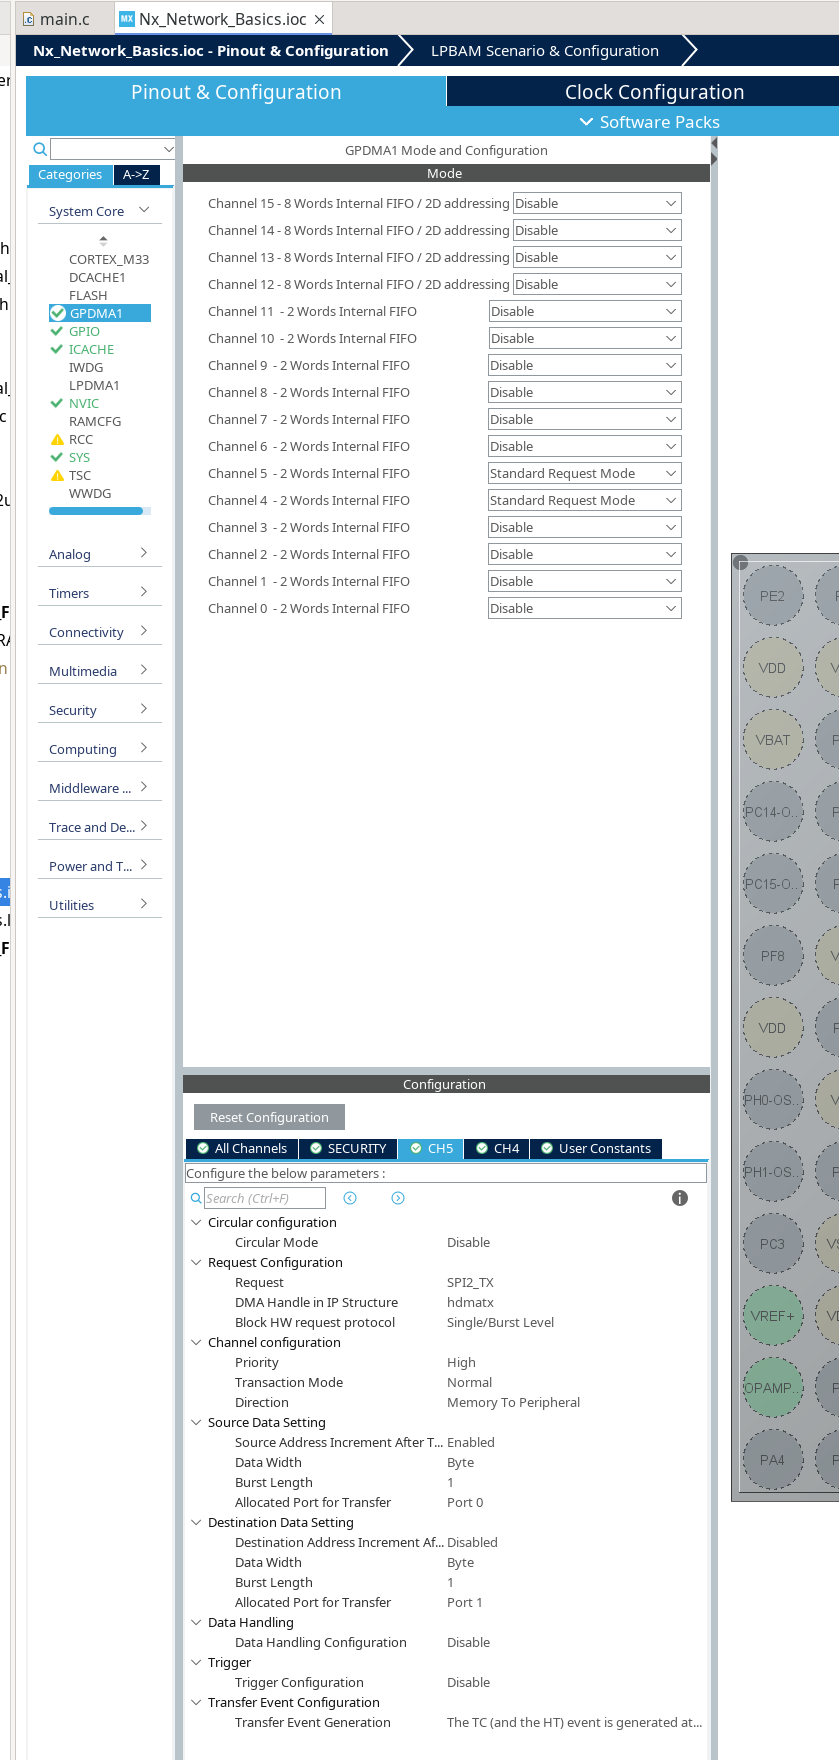 main.c
Nx_Network_Basics.ioc
Nx_Network_Basics.ioc - Pinout & Configuration
LPBAM Scenario & Configuration
Pinout & Configuration
Clock Configuration
Software Packs
Categories
A->Z
System Core
CORTEX_M33
DCACHE1
FLASH
GPDMA1
GPIO
ICACHE
IWDG
LPDMA1
NVIC
RAMCFG
RCC
SYS
TSC
WWDG
Analog
Timers
Connectivity
Multimedia
Security
Computing
Middleware ...
Trace and De...
Power and T...
Utilities
GPDMA1 Mode and Configuration
Mode
Channel 15 - 8 Words Internal FIFO / 2D addressing Disable
Channel 14 - 8 Words Internal FIFO / 2D addressing Disable
Channel 13 - 8 Words Internal FIFO / 2D addressing Disable
Channel 12 - 8 Words Internal FIFO / 2D addressing Disable
Channel 11 - 2 Words Internal FIFO Disable
Channel 10 - 2 Words Internal FIFO Disable
Channel 9 - 2 Words Internal FIFO Disable
Channel 8 - 2 Words Internal FIFO Disable
Channel 7 - 2 Words Internal FIFO Disable
Channel 6 - 2 Words Internal FIFO Disable
Channel 5 - 2 Words Internal FIFO Standard Request Mode
Channel 4 - 2 Words Internal FIFO Standard Request Mode
Channel 3 - 2 Words Internal FIFO Disable
Channel 2 - 2 Words Internal FIFO Disable
Channel 1 - 2 Words Internal FIFO Disable
Channel 0 - 2 Words Internal FIFO Disable
Configuration
Reset Configuration
All Channels
SECURITY
CH5
CH4
User Constants
Configure the below parameters :
Search (Ctrl+F)
Circular configuration
Circular Mode Disable
Request Configuration
Request SPI2_TX
DMA Handle in IP Structure hdmatx
Block HW request protocol Single/Burst Level
Channel configuration
Priority High
Transaction Mode Normal
Direction Memory To Peripheral
Source Data Setting
Source Address Increment After T... Enabled
Data Width Byte
Burst Length 1
Allocated Port for Transfer Port 0
Destination Data Setting
Destination Address Increment Af... Disabled
Data Width Byte
Burst Length 1
Allocated Port for Transfer Port 1
Data Handling
Data Handling Configuration Disable
Trigger
Trigger Configuration Disable
Transfer Event Configuration
Transfer Event Generation The TC (and the HT) event is generated at...
PE2
VDD
VBAT
PC14-O...
PC15-O...
PF8
VDD
PH0-OS...
PH1-OS...
PC3
VREF+
OPAMP...
PA4